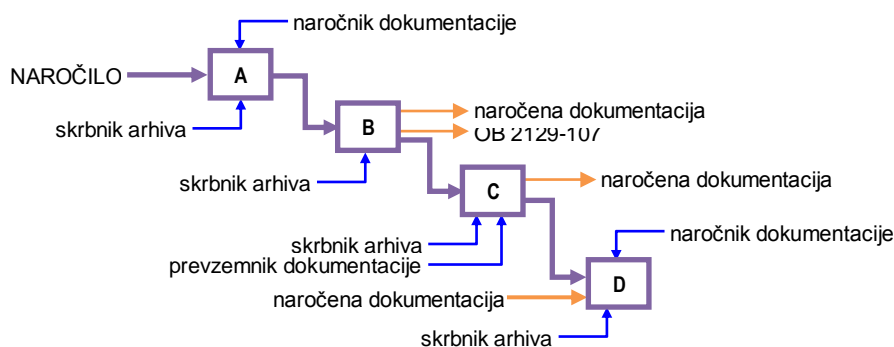 naročnik dokumentacije
NAROČILO
A
skrbnik arhiva
naročena dokumentacija
B
OB 2129-107
skrbnik arhiva
C
naročena dokumentacija
skrbnik arhiva
prevzemnik dokumentacije
naročnik dokumentacije
D
naročena dokumentacija
skrbnik arhiva